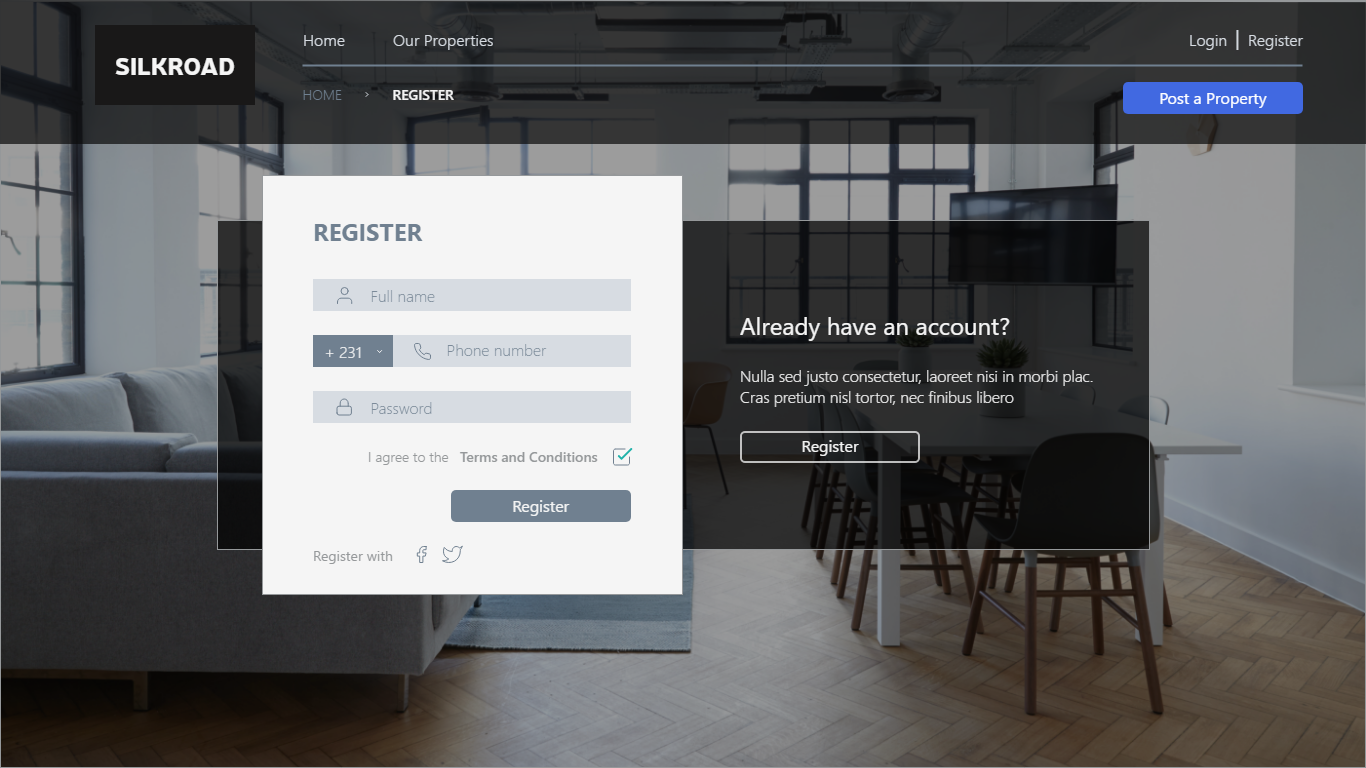 SILKROAD
Home
Our Properties
Login
Register
HOME > REGISTER
Post a Property
REGISTER
Full name
+ 231
Phone number
Password
I agree to the Terms and Conditions
Register
Register with
Already have an account?
Nulla sed justo consectetur, laoreet nisi in morbi plac.
Cras pretium nisl tortor, nec finibus libero
Register